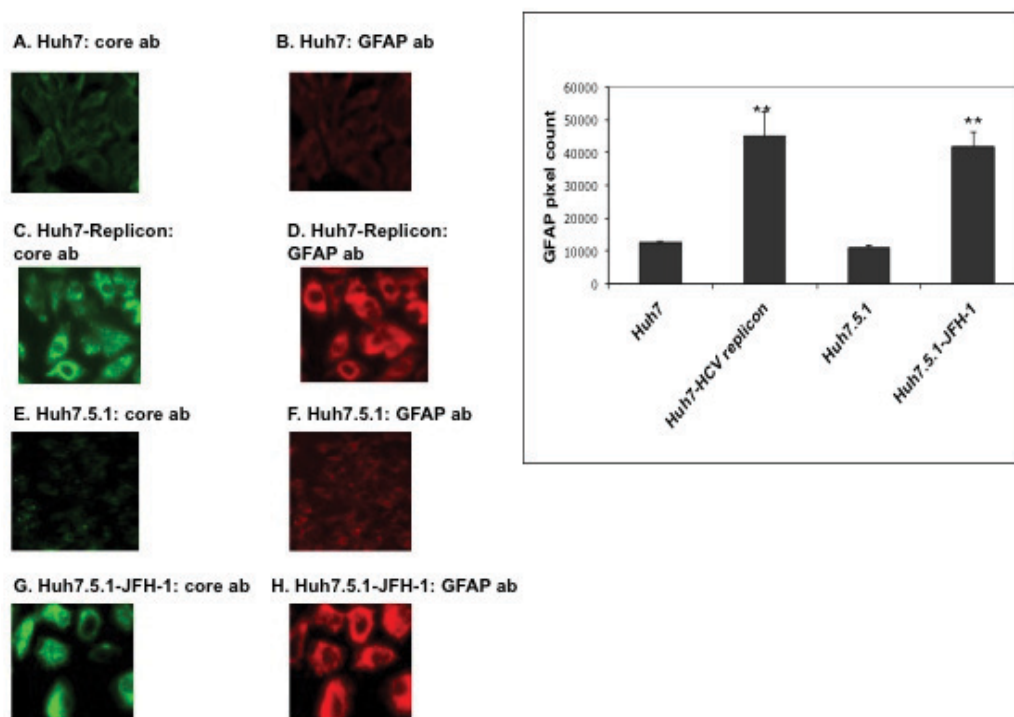 A. Huh7: core ab
B. Huh7: GFAP ab
C. Huh7-Replicon:
core ab
D. Huh7-Replicon:
GFAP ab
E. Huh7.5.1: core ab
F. Huh7.5.1: GFAP ab
G. Huh7.5.1-JFH-1: core ab
H. Huh7.5.1-JFH-1: GFAP ab
GFAP pixel count
60000
50000
40000
30000
20000
10000
0
**
**
Huh7
Huh7-HCV replicon
Huh7.5.1
Huh7.5.1-JFH-1